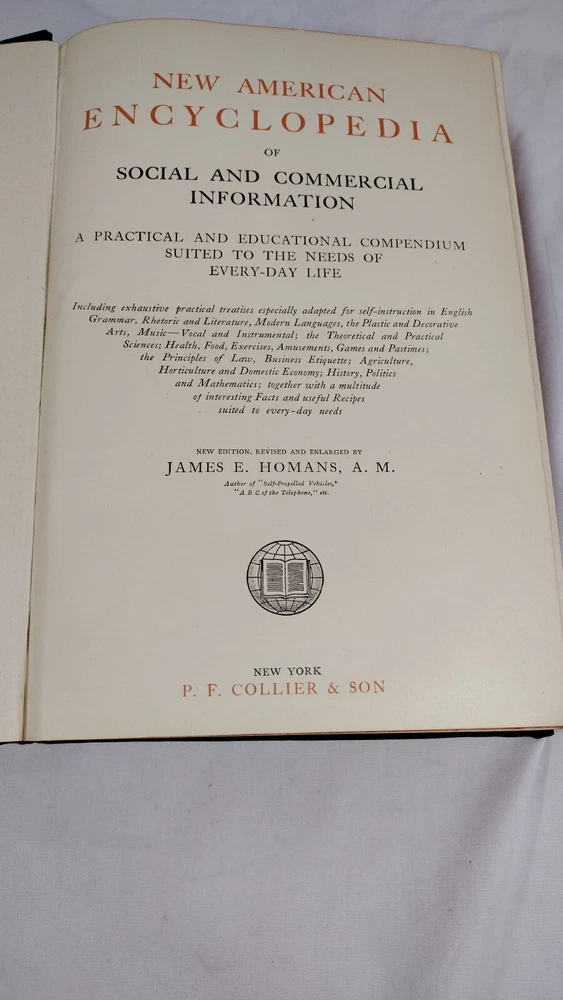 NEW AMERICAN
ENCYCLOPEDIA
OF
SOCIAL AND COMMERCIAL
INFORMATION
A PRACTICAL AND EDUCATIONAL COMPENDIUM
SUITED TO THE NEEDS OF
EVERY-DAY LIFE
Including exhaustive practical treatises especially adapted for self-instruction in English
Grammar, Rhetoric and Literature, Modern Languages, the Plastic and Decorative
Arts, Music—Vocal and Instrumental; the Theoretical and Practical
Sciences; Health, Food, Exercises, Amusements, Games and Pastimes;
the Principles of Law, Business Etiquette; Agriculture,
Horticulture and Domestic Economy; History, Politics
and Mathematics; together with a multitude
of interesting Facts and useful Recipes
suited to every-day needs
NEW EDITION, REVISED AND ENLARGED BY
JAMES E. HOMANS, A. M.
Author of "Self-Propelled Vehicles,"
"A B C of the Telephone," etc.
NEW YORK
P. F. COLLIER & SON